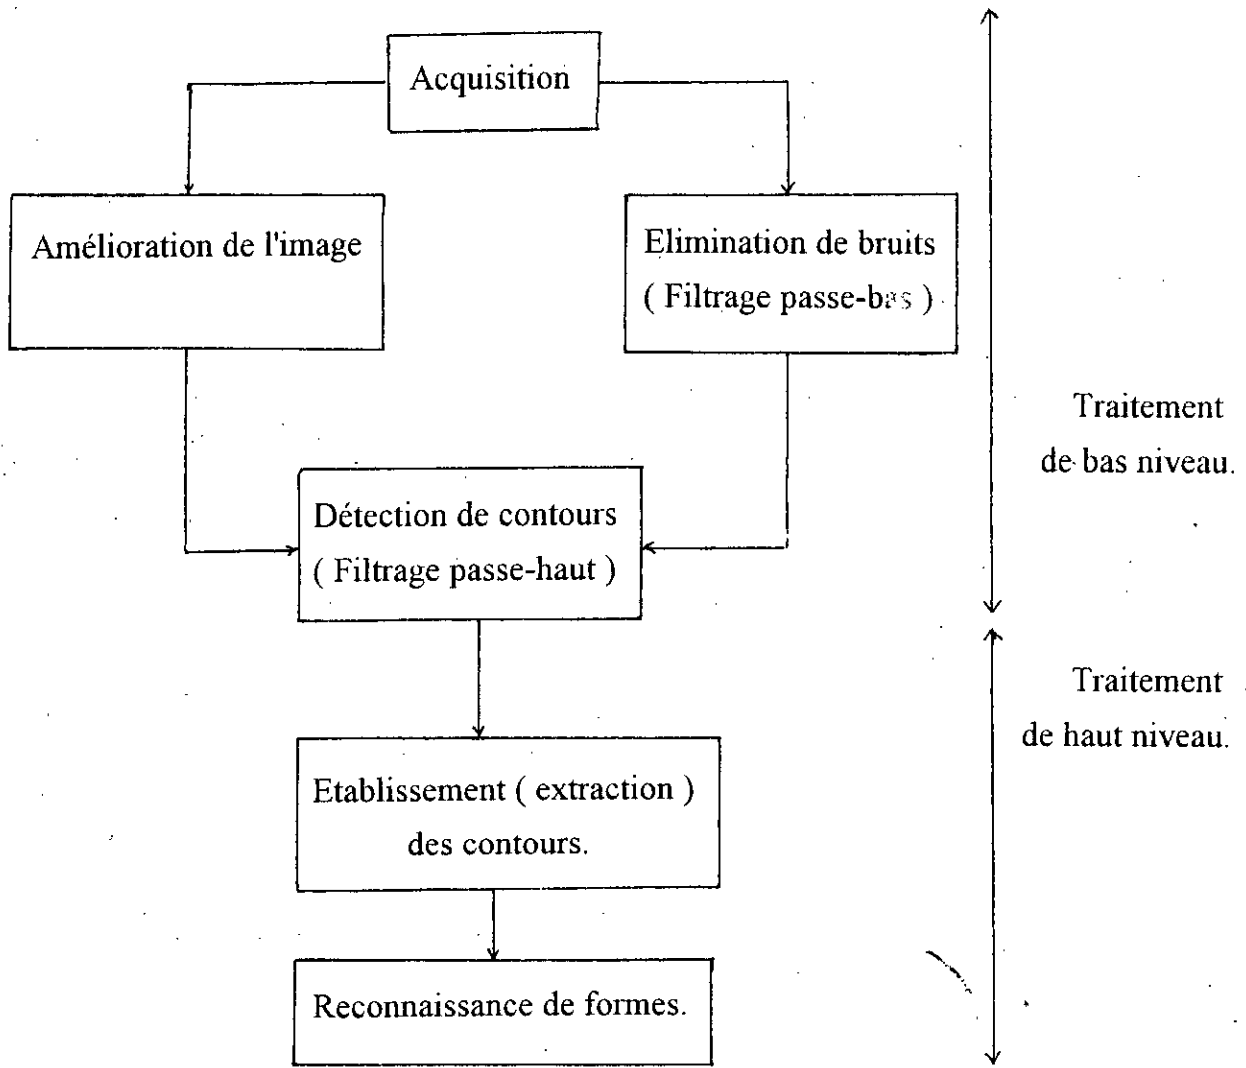 Acquisition
Amélioration de l'image
Elimination de bruits
( Filtrage passe-bas )
Traitement
de bas niveau.
Détection de contours
( Filtrage passe-haut )
Traitement
de haut niveau.
Etablissement ( extraction )
des contours.
Reconnaissance de formes.